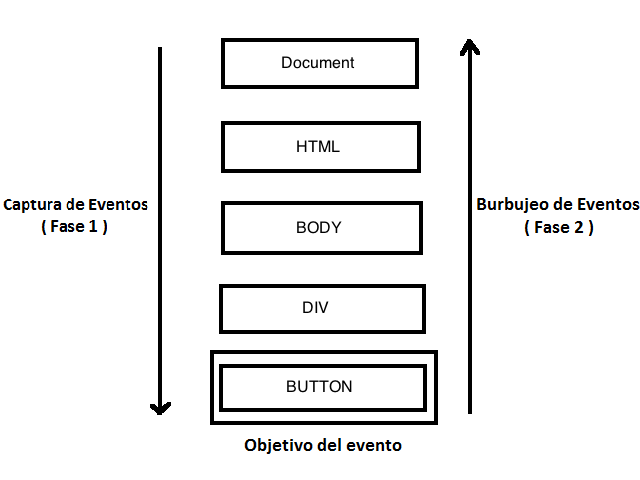 Document
HTML
Captura de Eventos
( Fase 1 )
Burbujeo de Eventos
( Fase 2 )
BODY
DIV
BUTTON
Objetivo del evento